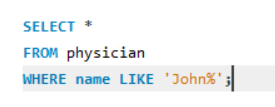 SELECT *
FROM physician
WHERE name LIKE 'John%';